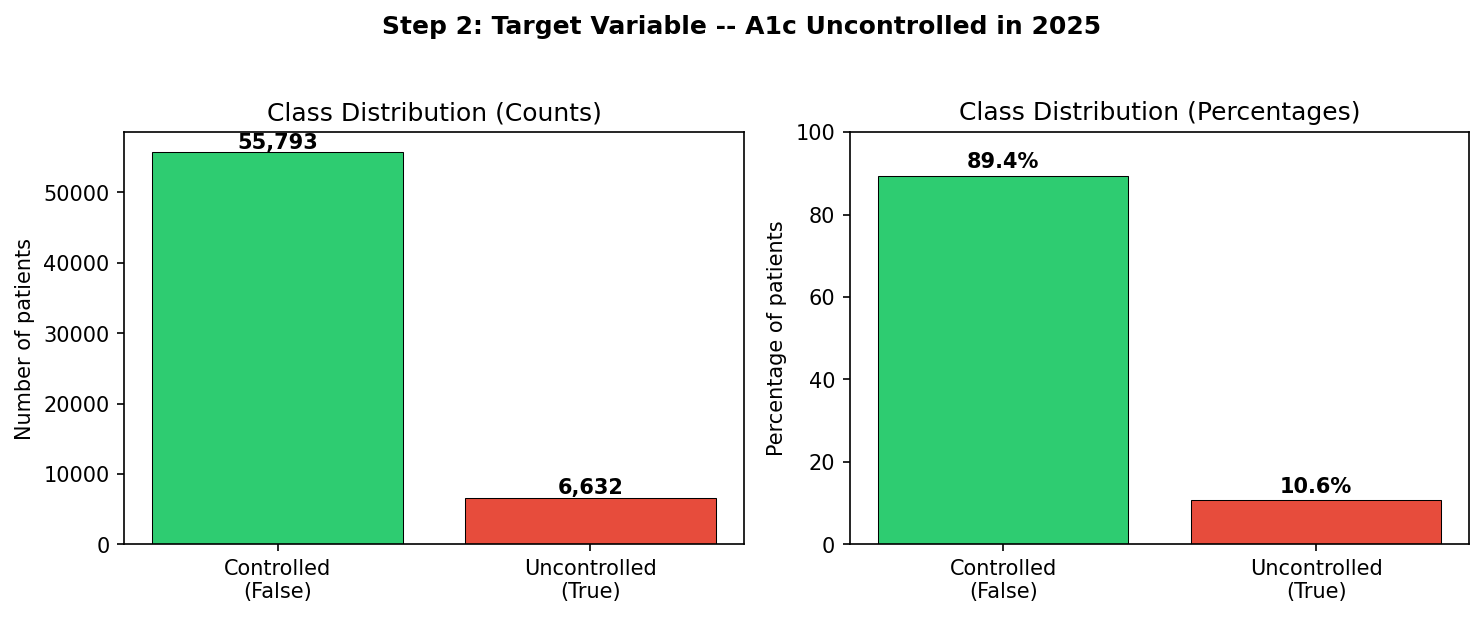 Step 2: Target Variable -- A1c Uncontrolled in 2025
Class Distribution (Counts)
Number of patients
50000
40000
30000
20000
10000
0
55,793
6,632
Controlled
(False)
Uncontrolled
(True)
Class Distribution (Percentages)
Percentage of patients
100
80
60
40
20
0
89.4%
10.6%
Controlled
(False)
Uncontrolled
(True)